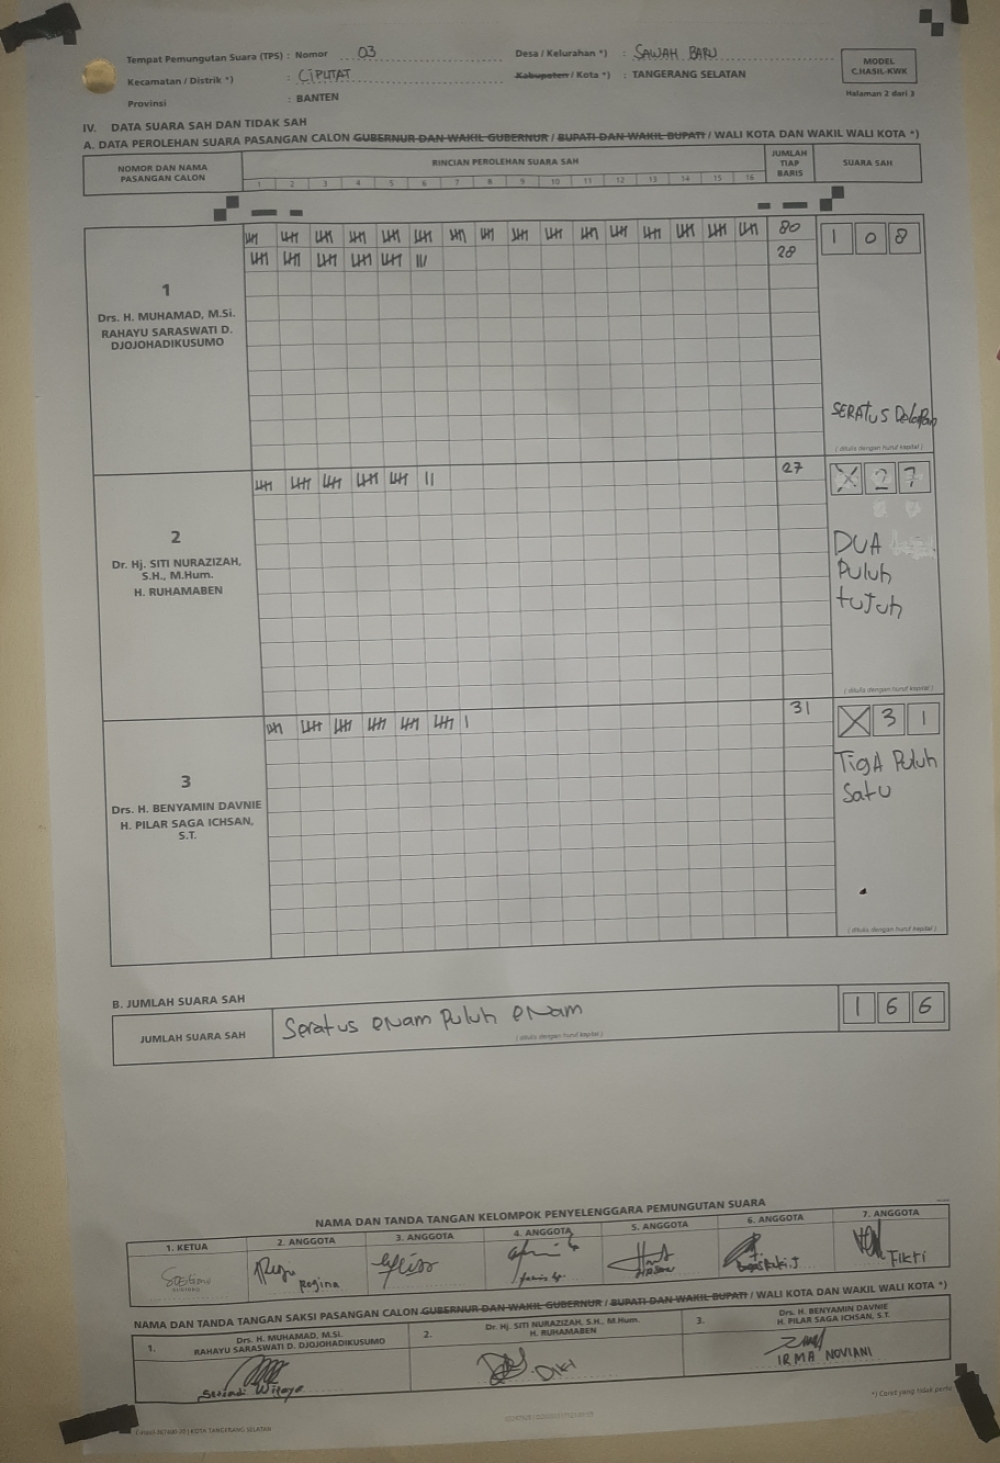 Tempat Pemungutan Suara (TPS) : Nomor 03 Desa / Kelurahan *) : SAWAH BARU
Kecamatan / Distrik *) : CIPUTAT Kabupaten / Kota *) : TANGERANG SELATAN
Provinsi : BANTEN
MODEL
C.HASIL-KWK
Halaman 2 dari 3
IV. DATA SUARA SAH DAN TIDAK SAH
A. DATA PEROLEHAN SUARA PASANGAN CALON GUBERNUR DAN WAKIL GUBERNUR / BUPATI DAN WAKIL BUPATI / WALI KOTA DAN WAKIL WALI KOTA *)
NOMOR DAN NAMA
PASANGAN CALON
RINCIAN PEROLEHAN SUARA SAH
1 2 3 4 5 6 7 8 9 10 11 12 13 14 15 16
JUMLAH
TIAP
BARIS
SUARA SAH
1
Drs. H. MUHAMAD, M.Si.
RAHAYU SARASWATI D.
DJOJOHADIKUSUMO
80
28
1 0 8
SERATUS DelaPan
( ditulis dengan huruf kapital )
2
Dr. Hj. SITI NURAZIZAH,
S.H., M.Hum.
H. RUHAMABEN
27
X 2 7
DUA
PuLuh
tuJuh
( ditulis dengan huruf kapital )
3
Drs. H. BENYAMIN DAVNIE
H. PILAR SAGA ICHSAN,
S.T.
31
X 3 1
TigA Puluh
Satu
( ditulis dengan huruf kapital )
B. JUMLAH SUARA SAH
JUMLAH SUARA SAH
Seratus eNam Puluh eNam
( ditulis dengan huruf kapital )
1 6 6
NAMA DAN TANDA TANGAN KELOMPOK PENYELENGGARA PEMUNGUTAN SUARA
1. KETUA 2. ANGGOTA 3. ANGGOTA 4. ANGGOTA 5. ANGGOTA 6. ANGGOTA 7. ANGGOTA
Regina
Fikri
NAMA DAN TANDA TANGAN SAKSI PASANGAN CALON GUBERNUR DAN WAKIL GUBERNUR / BUPATI DAN WAKIL BUPATI / WALI KOTA DAN WAKIL WALI KOTA *)
1. Drs. H. MUHAMAD, M.SI.
RAHAYU SARASWATI D. DJOJOHADIKUSUMO
2. Dr. Hj. SITI NURAZIZAH, S.H., M.Hum.
H. RUHAMABEN
DIKI
3. Drs. H. BENYAMIN DAVNIE
H. PILAR SAGA ICHSAN, S.T.
IRMA NOVIANI
*) Coret yang tidak perlu
KOTA TANGERANG SELATAN